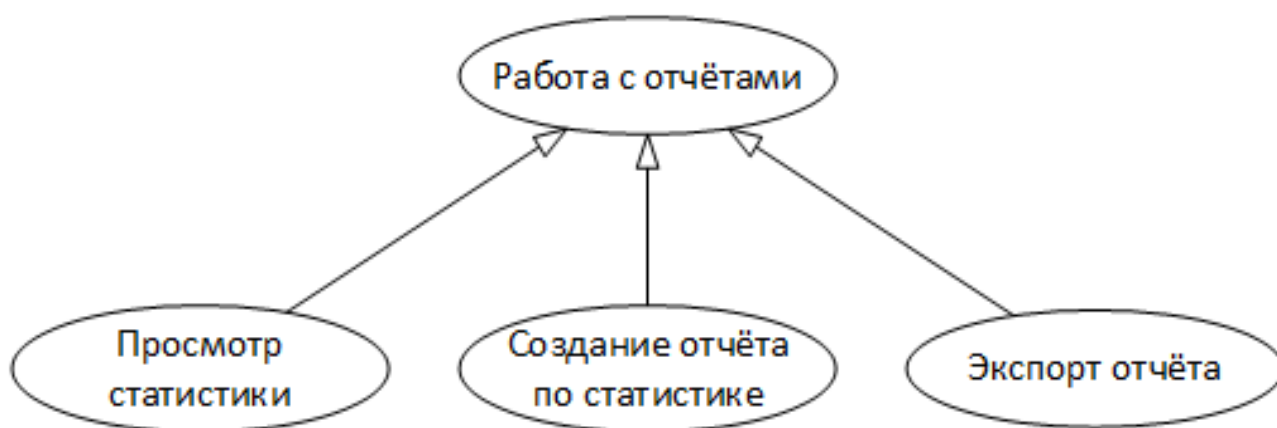 Работа с отчётами
Просмотр
статистики
Создание отчёта
по статистике
Экспорт отчёта